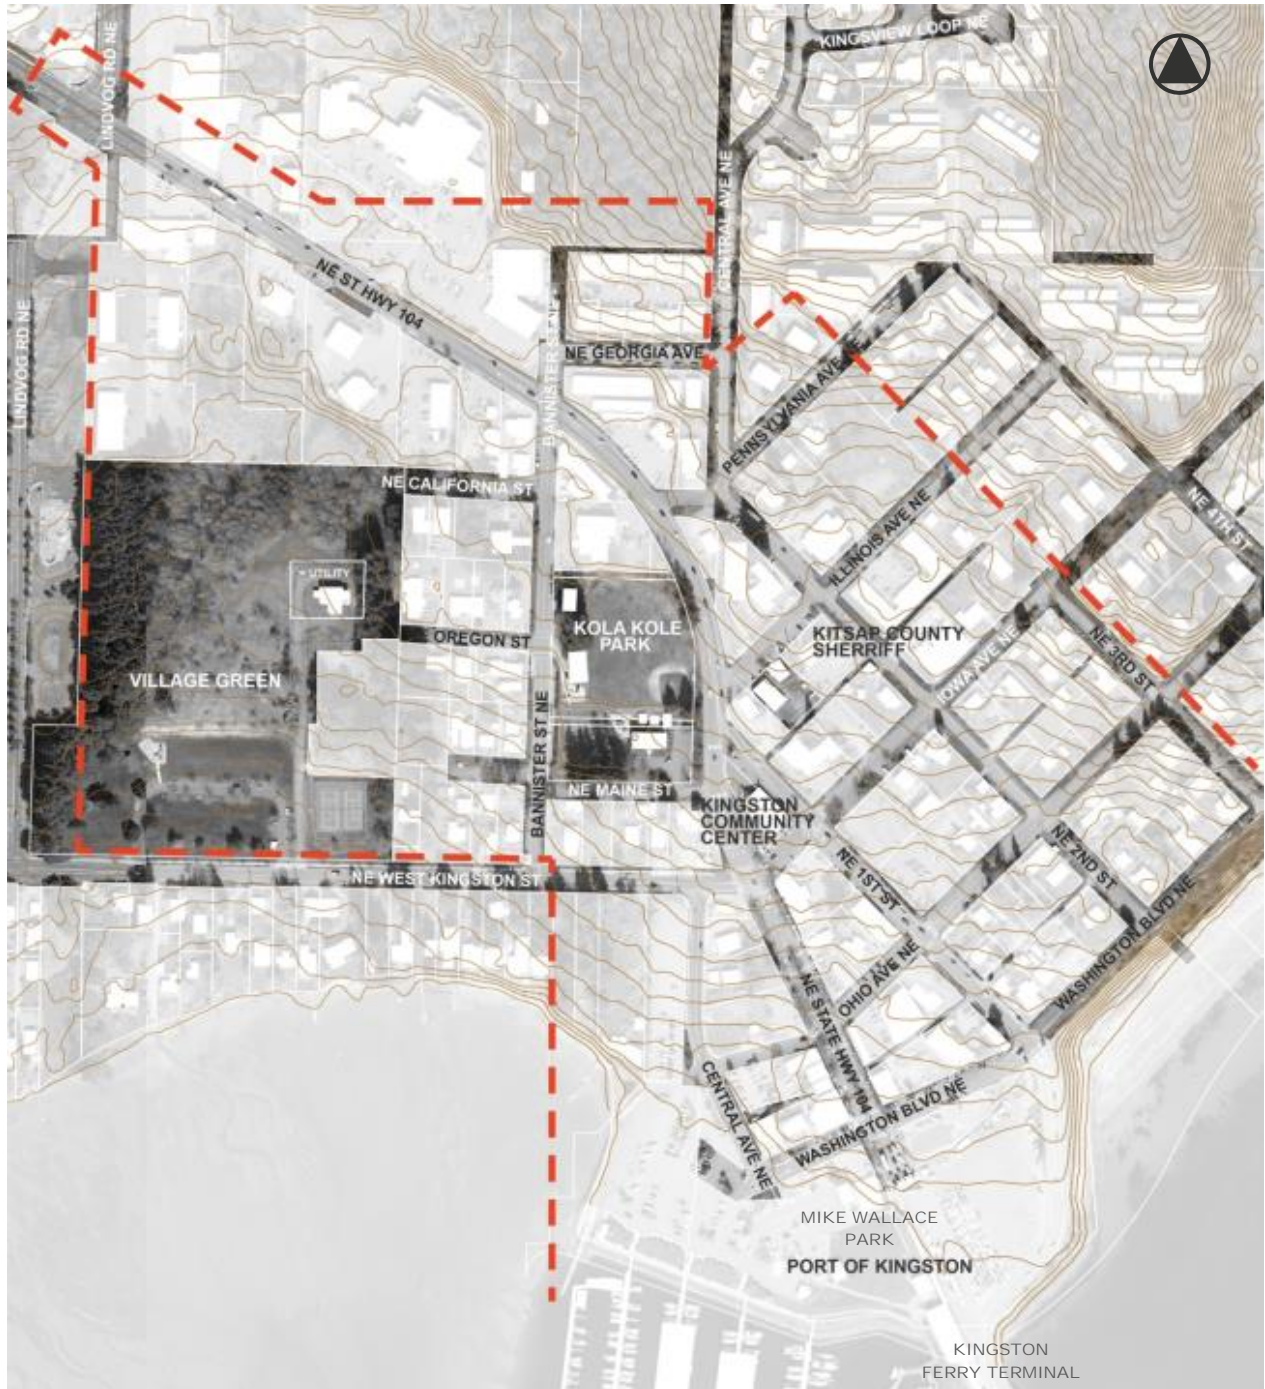 KINGSVIEW LOOP NE
LINDVOG RD NE
CENTRAL AVE NE
NE ST HWY 104
LINDVOG RD NE
BANNISTER ST NE
NE GEORGIA AVE
PENNSYLVANIA AVE NE
NE CALIFORNIA ST
ILLINOIS AVE NE
NE 4TH ST
UTILITY
KOLA KOLE
PARK
OREGON ST
KITSAP COUNTY
SHERRIFF
IOWA AVE NE
NE 3RD ST
VILLAGE GREEN
BANNISTER ST NE
NE MAINE ST
KINGSTON
COMMUNITY
CENTER
NE 2ND ST
NE WEST KINGSTON ST
NE 1ST ST
WASHINGTON BLVD NE
OHIO AVE NE
NE STATE HWY 104
CENTRAL AVE NE
WASHINGTON BLVD NE
MIKE WALLACE
PARK
PORT OF KINGSTON
KINGSTON
FERRY TERMINAL